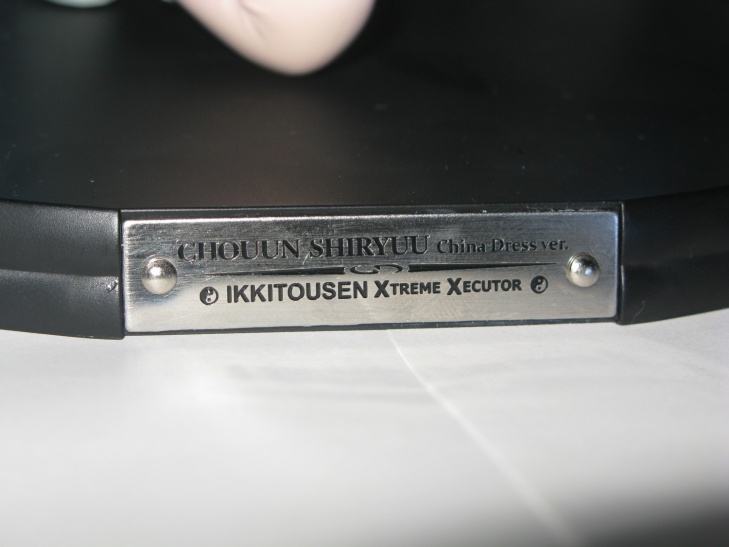 CHOUUN SHIRYUU China Dress ver.
IKKITOUSEN XTREME XECUTOR